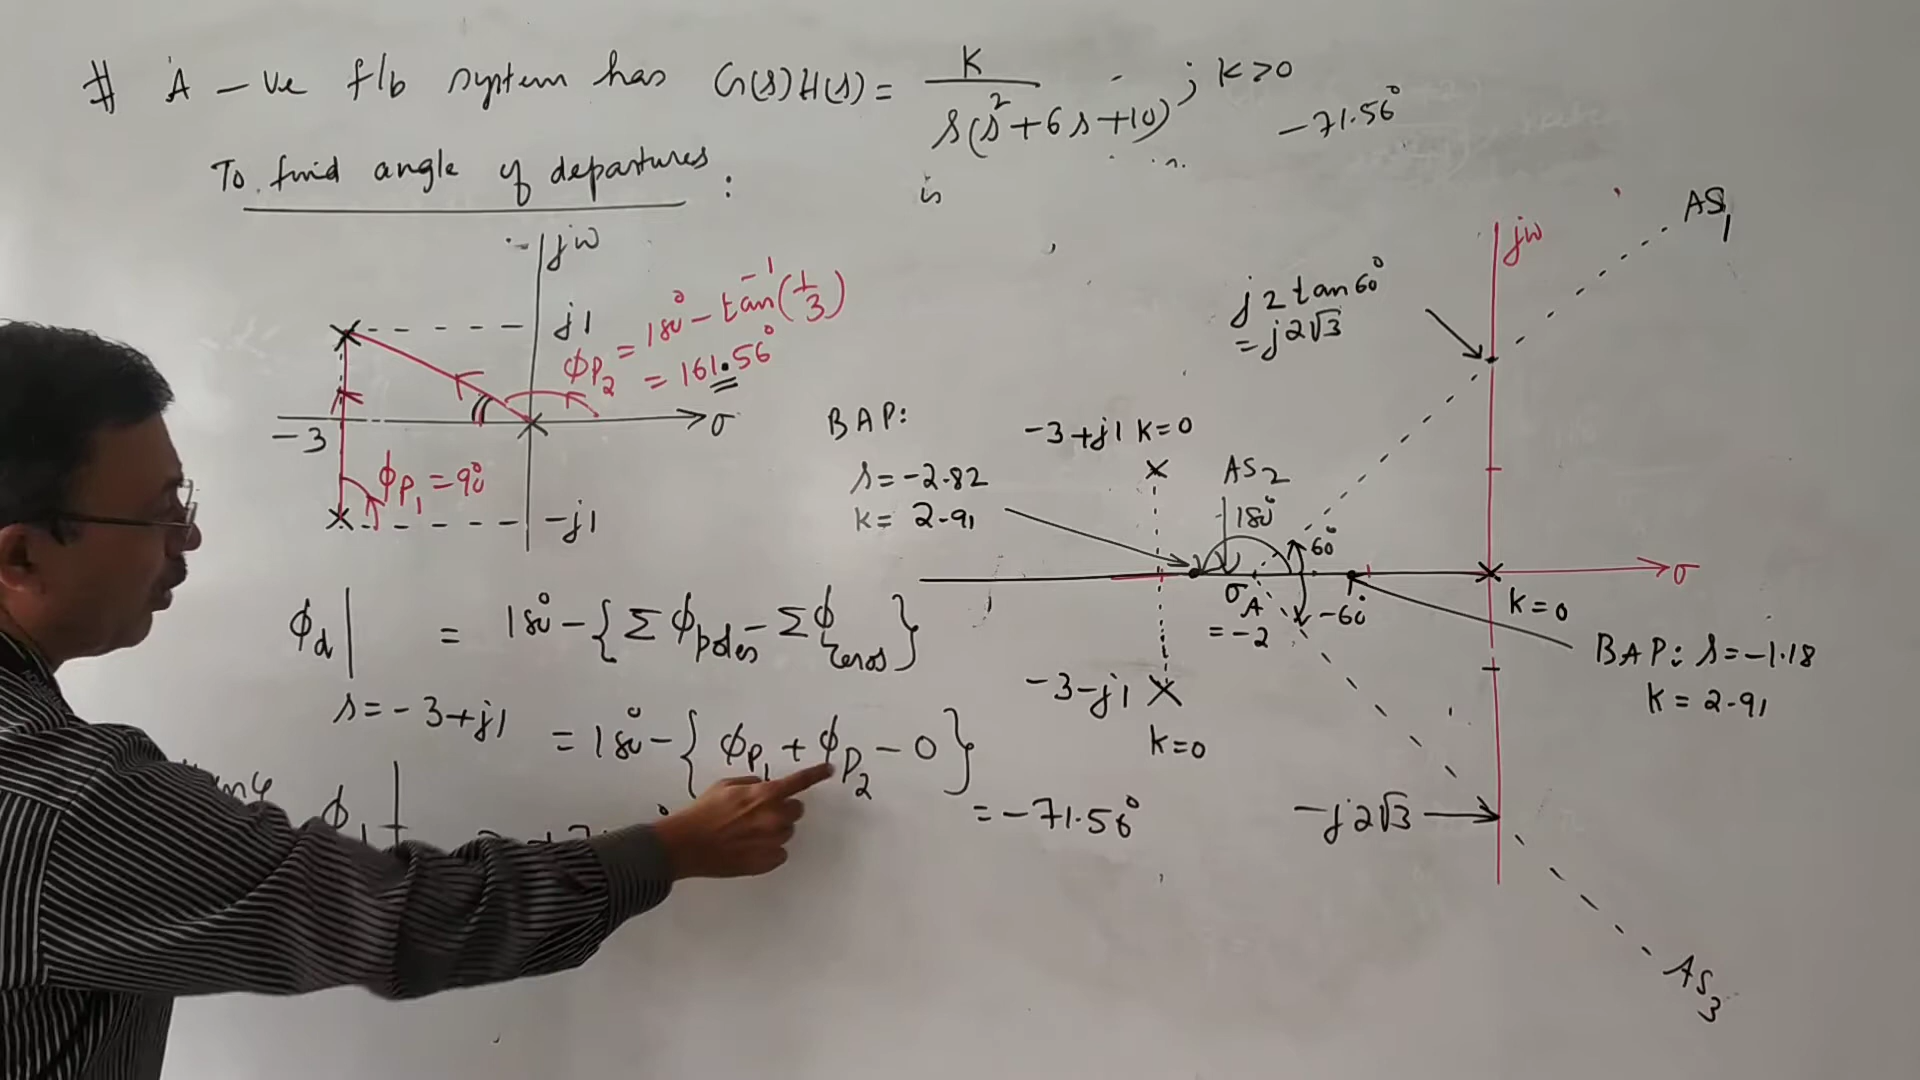 # A -ve f/b system has G(s)H(s) = K / s(s²+6s+10) ; K>0
-71.56°
To find angle of departures :
is
jω
j1
φP₂ = 180° - tan⁻¹(1/3)
= 161.56°
-3
σ
φP₁ = 90°
-j1
φd| s=-3+j1 = 180° - {Σφpoles - Σφzeros}
= 180° - {φP₁ + φP₂ - 0}
= -71.56°
jω
AS₁
j2 tan60°
= j2√3
BAP:
s = -2.82
K = 2.91
-3+j1 K=0
AS₂
180°
60°
-60°
σA
= -2
K=0
σ
-3-j1
K=0
BAP: s=-1.18
K = 2.91
-j2√3
AS₃